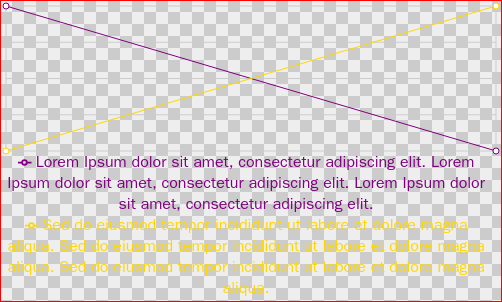 Lorem Ipsum dolor sit amet, consectetur adipiscing elit. Lorem
Ipsum dolor sit amet, consectetur adipiscing elit. Lorem Ipsum dolor
sit amet, consectetur adipiscing elit.
Sed do eiusmod tempor incididunt ut labore et dolore magna
aliqua. Sed do eiusmod tempor incididunt ut labore et dolore magna
aliqua. Sed do eiusmod tempor incididunt ut labore et dolore magna
aliqua.